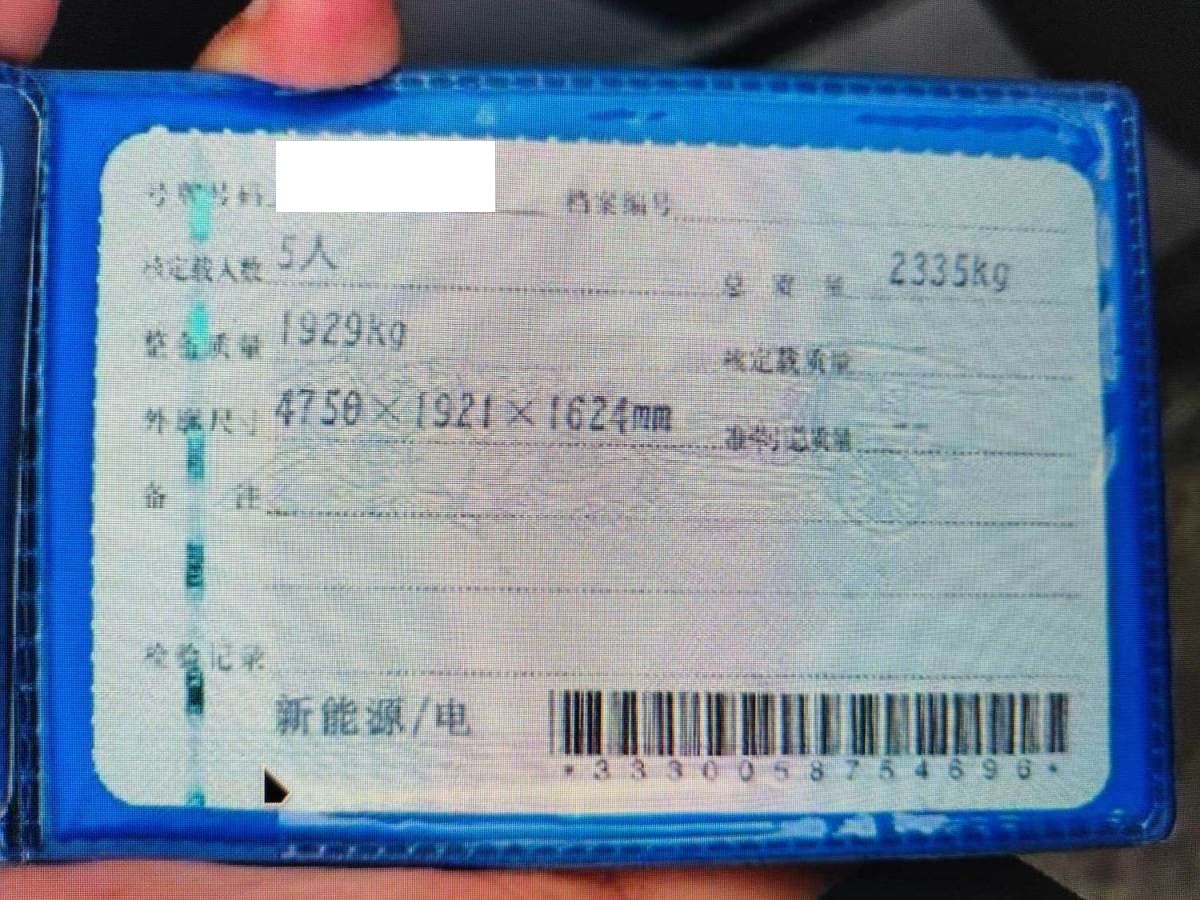 号牌号码 档案编号
核定载人数 5人 总质量 2335kg
整备质量 1929kg 核定载质量 --
外廓尺寸 4750×1921×1624mm 准牵引总质量 --
备注
检验记录
新能源/电
*3330058754696*